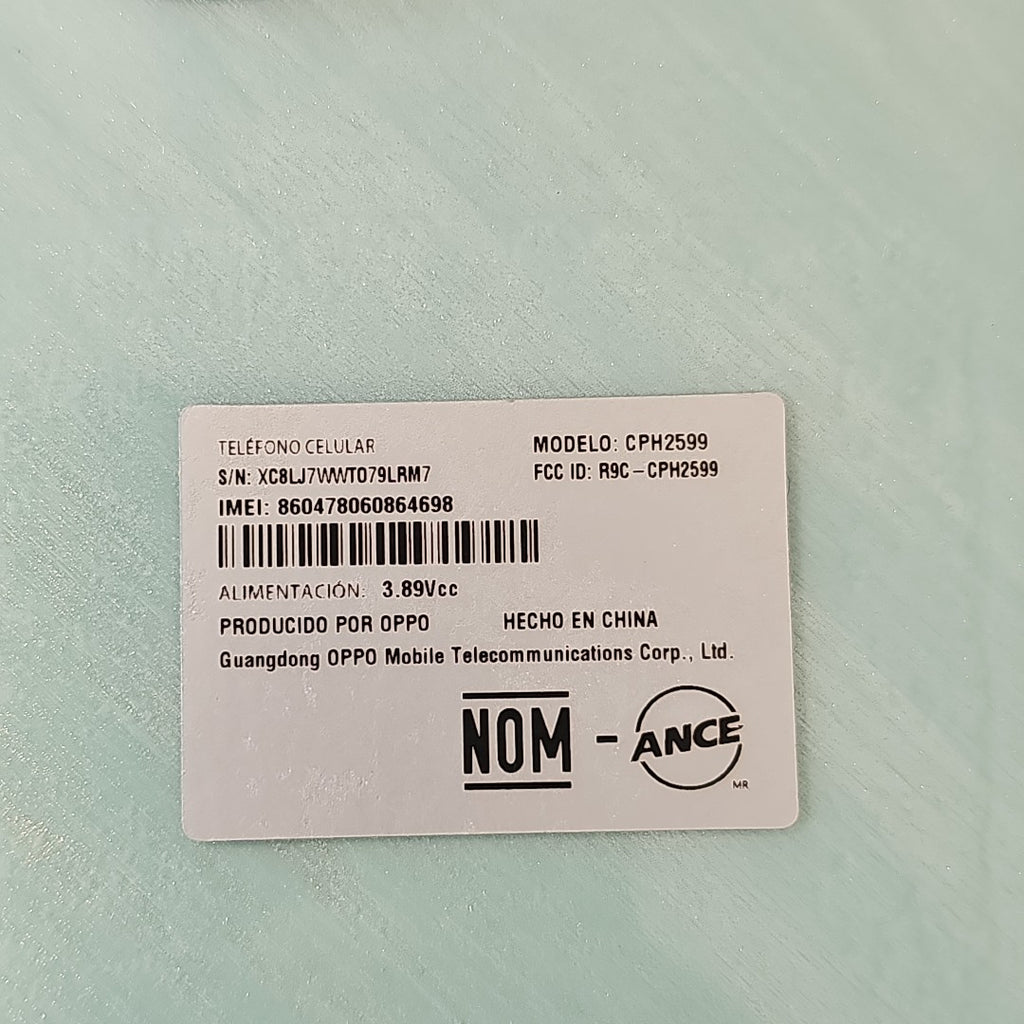 TELÉFONO CELULAR
MODELO: CPH2599
S/N: XC8LJ7WWTO79LRM7
FCC ID: R9C-CPH2599
IMEI: 860478060864698
ALIMENTACIÓN: 3.89Vcc
PRODUCIDO POR OPPO HECHO EN CHINA
Guangdong OPPO Mobile Telecommunications Corp., Ltd.
NOM - ANCE
MR